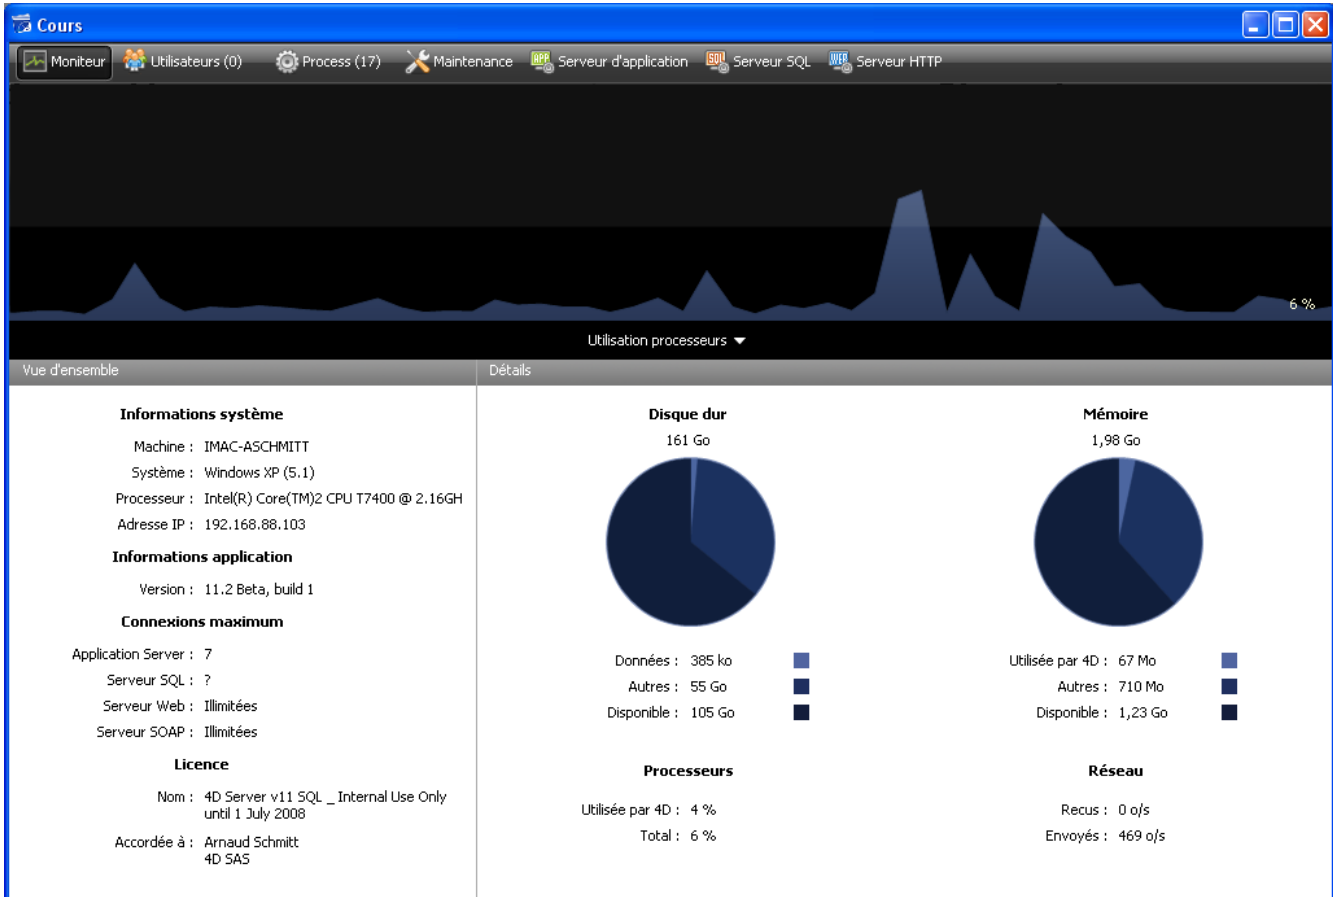 Cours
Moniteur Utilisateurs (0) Process (17) Maintenance Serveur d'application Serveur SQL Serveur HTTP
6 %
Utilisation processeurs
Vue d'ensemble Détails
Informations système
Machine : IMAC-ASCHMITT
Système : Windows XP (5.1)
Processeur : Intel(R) Core(TM)2 CPU T7400 @ 2.16GH
Adresse IP : 192.168.88.103
Informations application
Version : 11.2 Beta, build 1
Connexions maximum
Application Server : 7
Serveur SQL : ?
Serveur Web : Illimitées
Serveur SOAP : Illimitées
Licence
Nom : 4D Server v11 SQL _ Internal Use Only
until 1 July 2008
Accordée à : Arnaud Schmitt
4D SAS
Disque dur
161 Go
Données : 385 ko
Autres : 55 Go
Disponible : 105 Go
Mémoire
1,98 Go
Utilisée par 4D : 67 Mo
Autres : 710 Mo
Disponible : 1,23 Go
Processeurs
Utilisée par 4D : 4 %
Total : 6 %
Réseau
Recus : 0 o/s
Envoyés : 469 o/s